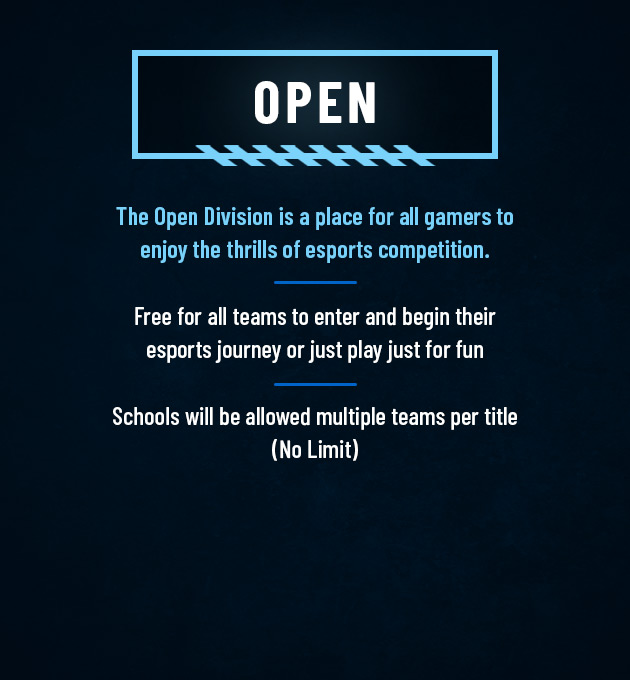 OPEN
The Open Division is a place for all gamers to
enjoy the thrills of esports competition.
Free for all teams to enter and begin their
esports journey or just play just for fun
Schools will be allowed multiple teams per title
(No Limit)